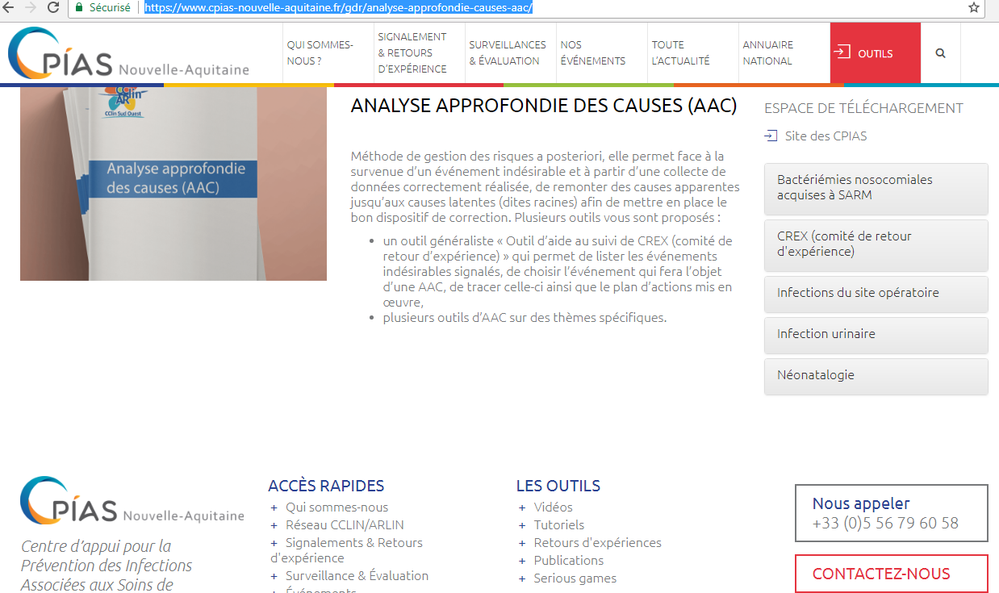 Sécurisé https://www.cpias-nouvelle-aquitaine.fr/gdr/analyse-approfondie-causes-aac/
CPÍAS Nouvelle-Aquitaine
QUI SOMMES-
NOUS ?
SIGNALEMENT
& RETOURS
D'EXPÉRIENCE
SURVEILLANCES
& ÉVALUATION
NOS
ÉVÉNEMENTS
TOUTE
L'ACTUALITÉ
ANNUAIRE
NATIONAL
OUTILS
CClin
AR
CClin Sud Ouest
Analyse approfondie
des causes (AAC)
ANALYSE APPROFONDIE DES CAUSES (AAC)
Méthode de gestion des risques a posteriori, elle permet face à la
survenue d'un événement indésirable et à partir d'une collecte de
données correctement réalisée, de remonter des causes apparentes
jusqu'aux causes latentes (dites racines) afin de mettre en place le
bon dispositif de correction. Plusieurs outils vous sont proposés :
• un outil généraliste « Outil d'aide au suivi de CREX (comité de
retour d'expérience) » qui permet de lister les événements
indésirables signalés, de choisir l'événement qui fera l'objet
d'une AAC, de tracer celle-ci ainsi que le plan d'actions mis en
œuvre,
• plusieurs outils d'AAC sur des thèmes spécifiques.
ESPACE DE TÉLÉCHARGEMENT
Site des CPIAS
Bactériémies nosocomiales
acquises à SARM
CREX (comité de retour
d'expérience)
Infections du site opératoire
Infection urinaire
Néonatalogie
CPÍAS Nouvelle-Aquitaine
Centre d'appui pour la
Prévention des Infections
Associées aux Soins de
ACCÈS RAPIDES
+ Qui sommes-nous
+ Réseau CCLIN/ARLIN
+ Signalements & Retours
d'expérience
+ Surveillance & Évaluation
+ Événements
LES OUTILS
+ Vidéos
+ Tutoriels
+ Retours d'expériences
+ Publications
+ Serious games
Nous appeler
+33 (0)5 56 79 60 58
CONTACTEZ-NOUS